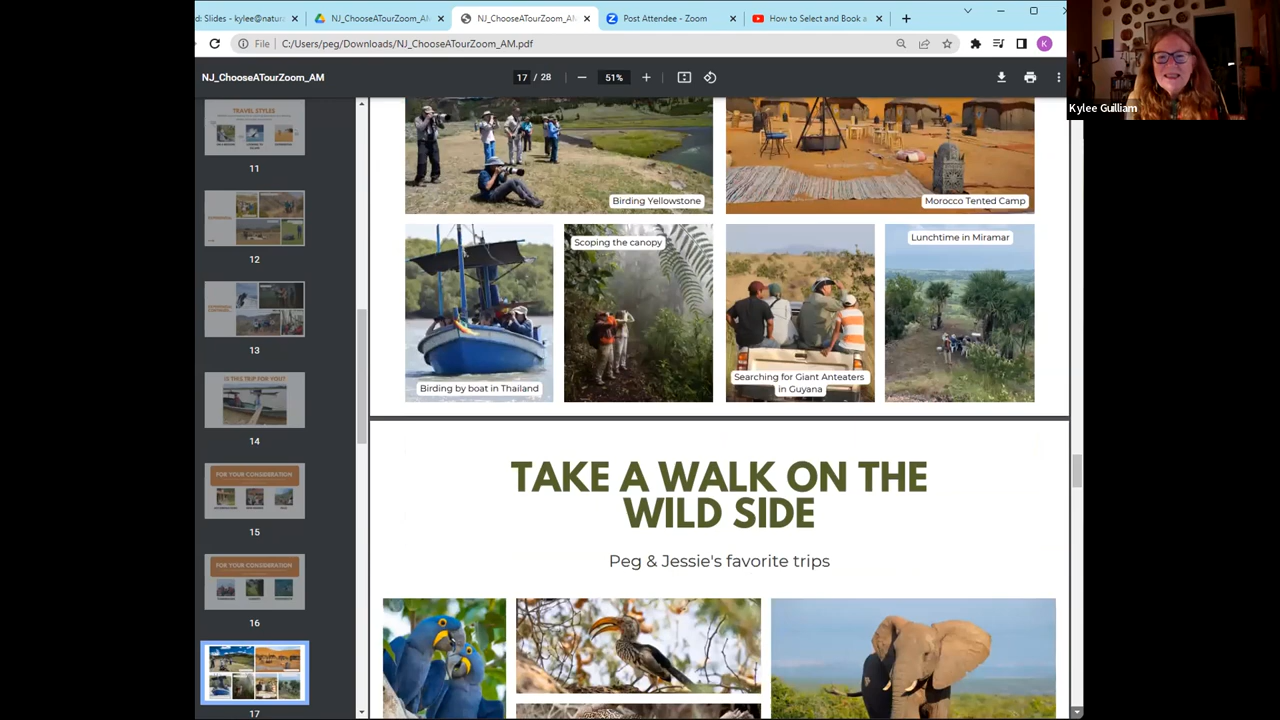 d: Slides - kylee@natur
NJ_ChooseATourZoom_AM
NJ_ChooseATourZoom_AM
Post Attendee - Zoom
How to Select and Book a
File
C:/Users/peg/Downloads/NJ_ChooseATourZoom_AM.pdf
K
Kylee Guilliam
NJ_ChooseATourZoom_AM
17 / 28
51%
TRAVEL STYLES
11
12
13
IS THIS TRIP FOR YOU?
14
FOR YOUR CONSIDERATION
15
FOR YOUR CONSIDERATION
16
17
Birding Yellowstone
Morocco Tented Camp
Birding by boat in Thailand
Scoping the canopy
Searching for Giant Anteaters
in Guyana
Lunchtime in Miramar
TAKE A WALK ON THE
WILD SIDE
Peg & Jessie's favorite trips